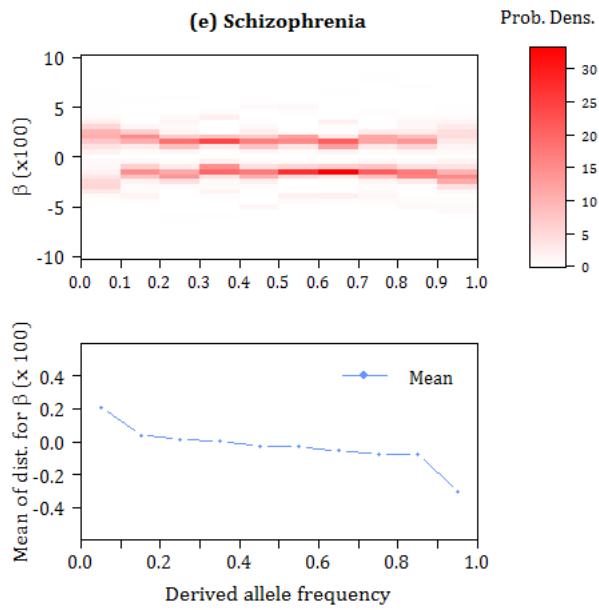 (e) Schizophrenia
Prob. Dens.
10
5
0
-5
-10
β (x100)
0.0 0.1 0.2 0.3 0.4 0.5 0.6 0.7 0.8 0.9 1.0
30
25
20
15
10
5
0
Mean of dist. for β (x 100)
0.4
0.2
0.0
-0.2
-0.4
Mean
0.0 0.2 0.4 0.6 0.8 1.0
Derived allele frequency